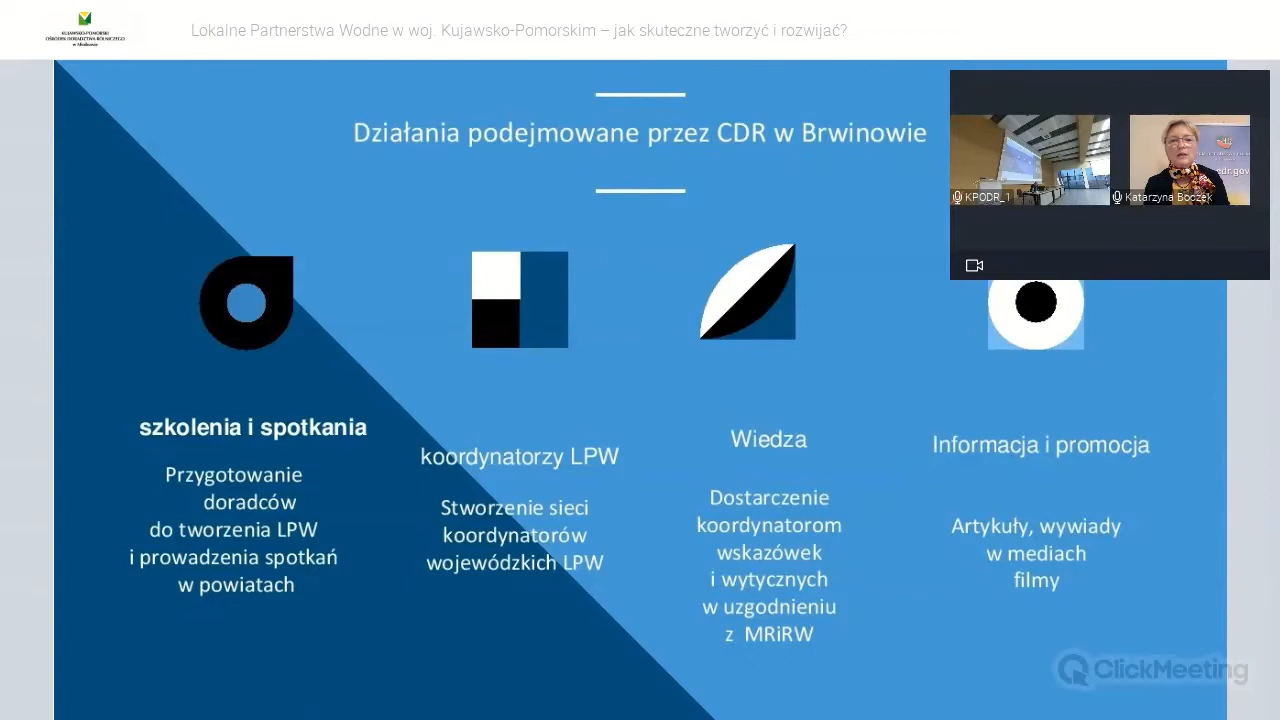 KUJAWSKO-POMORSKI
OŚRODEK DORADZTWA ROLNICZEGO
w Minikowie
Lokalne Partnerstwa Wodne w woj. Kujawsko-Pomorskim – jak skuteczne tworzyć i rozwijać?
Działania podejmowane przez CDR w Brwinowie
KPODR_1
Katarzyna Boczek
szkolenia i spotkania
Przygotowanie
doradców
do tworzenia LPW
i prowadzenia spotkań
w powiatach
koordynatorzy LPW
Stworzenie sieci
koordynatorów
wojewódzkich LPW
Wiedza
Dostarczenie
koordynatorom
wskazówek
i wytycznych
w uzgodnieniu
z MRiRW
Informacja i promocja
Artykuły, wywiady
w mediach
filmy
ClickMeeting